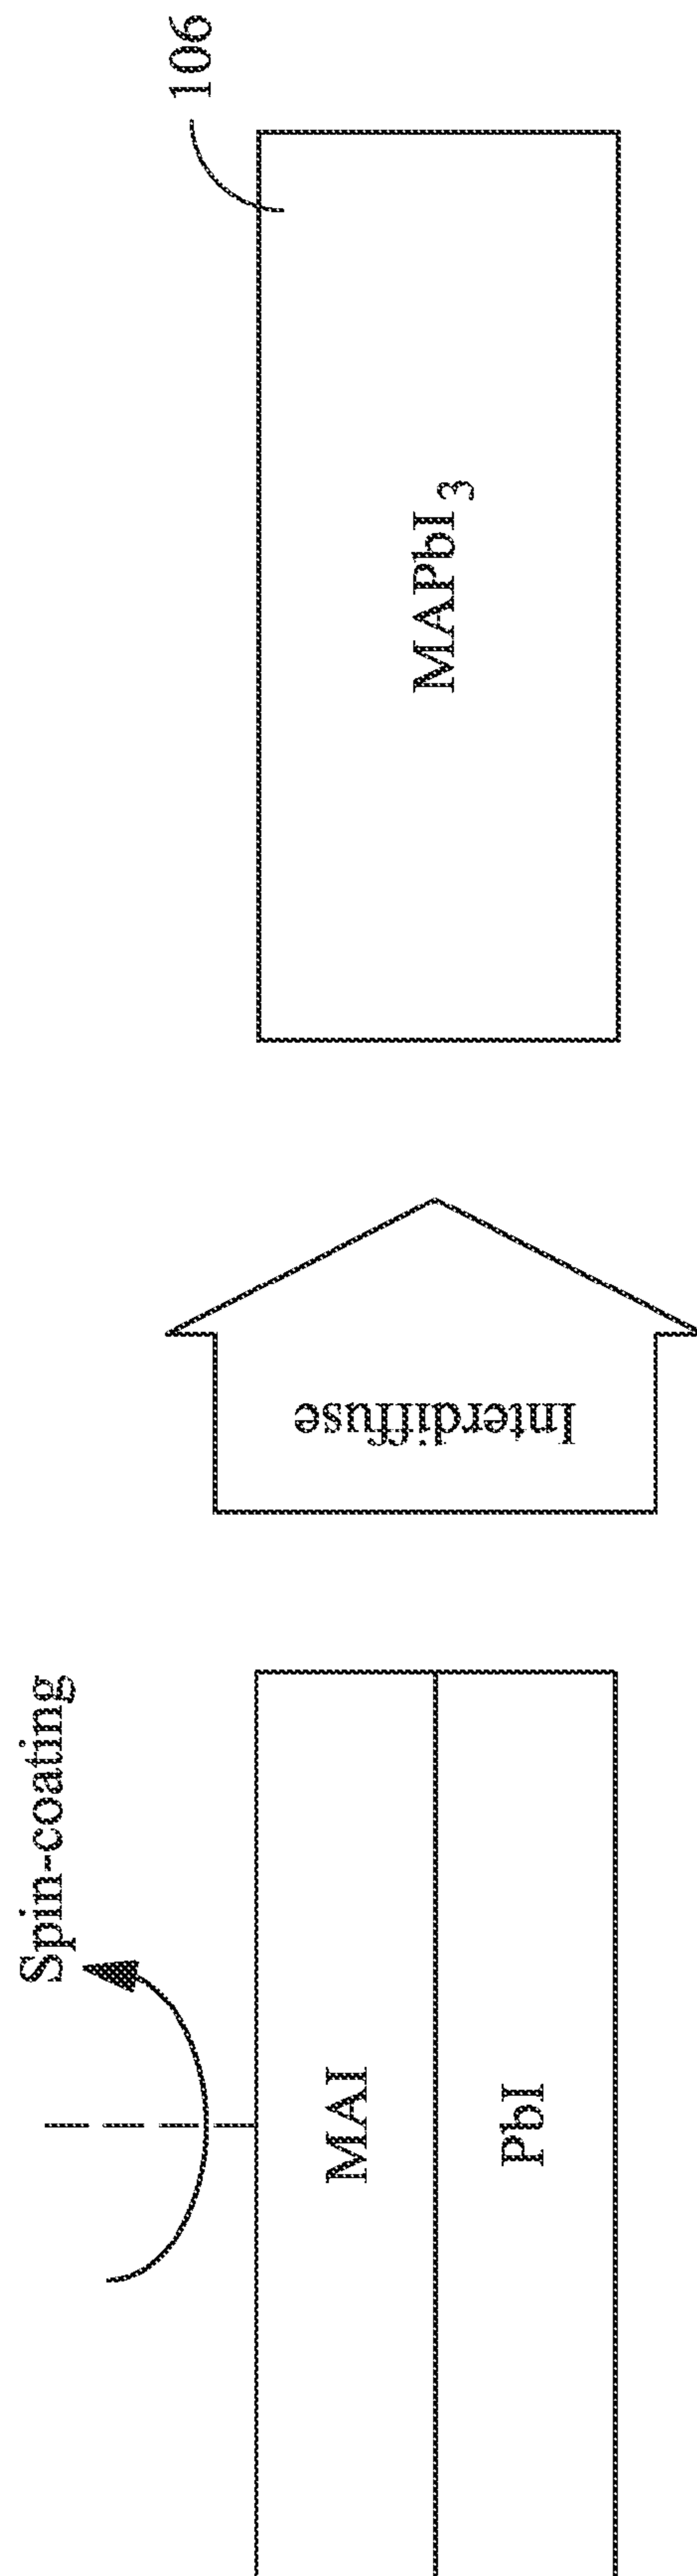 Spin-coating
MAI
PbI
Interdiffuse
106
MAPbI₃